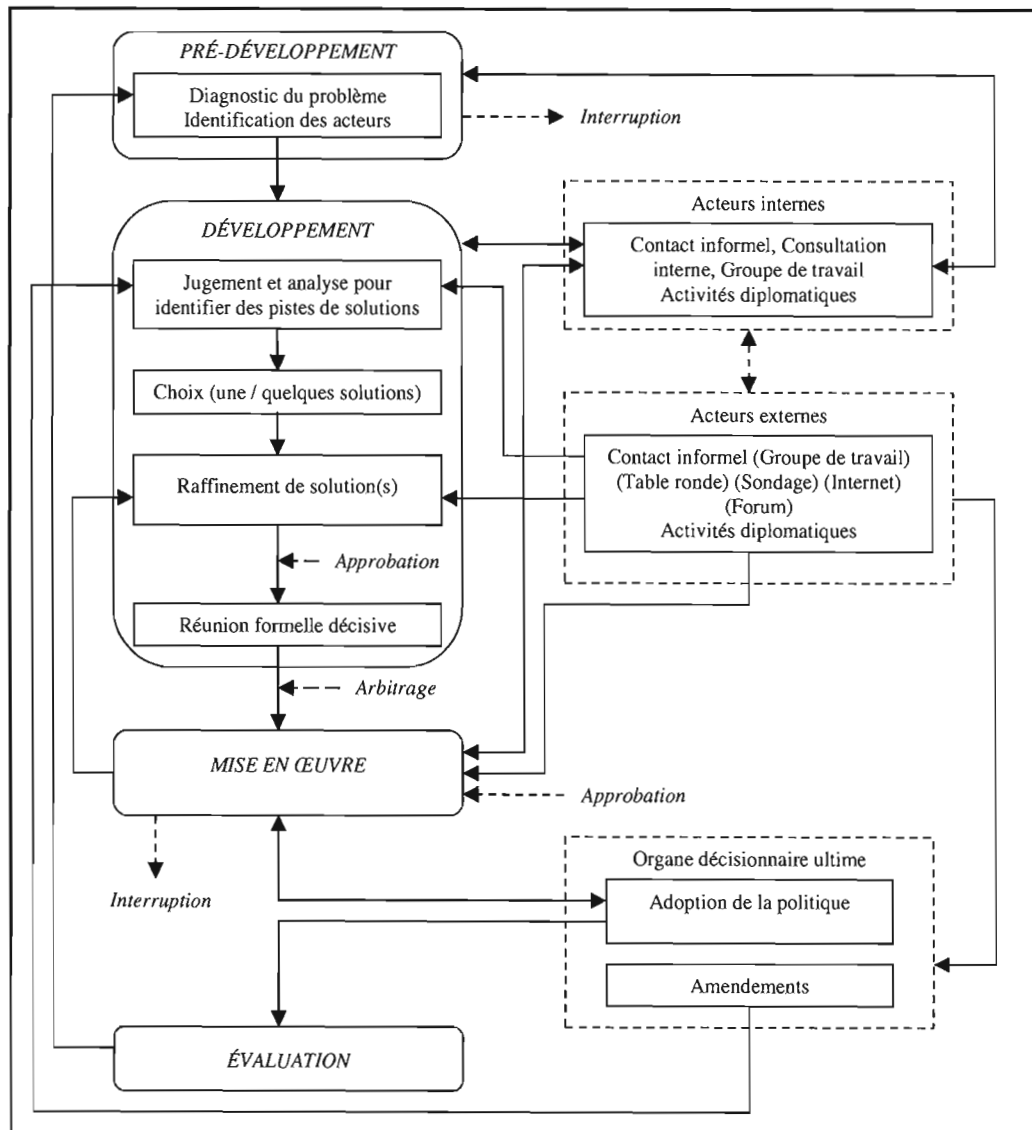 PRÉ-DÉVELOPPEMENT
Diagnostic du problème
Identification des acteurs
Interruption
DÉVELOPPEMENT
Jugement et analyse pour
identifier des pistes de solutions
Choix (une / quelques solutions)
Raffinement de solution(s)
Approbation
Réunion formelle décisive
Arbitrage
Acteurs internes
Contact informel, Consultation
interne, Groupe de travail
Activités diplomatiques
Acteurs externes
Contact informel (Groupe de travail)
(Table ronde) (Sondage) (Internet)
(Forum)
Activités diplomatiques
MISE EN ŒUVRE
Approbation
Interruption
Organe décisionnaire ultime
Adoption de la politique
Amendements
ÉVALUATION